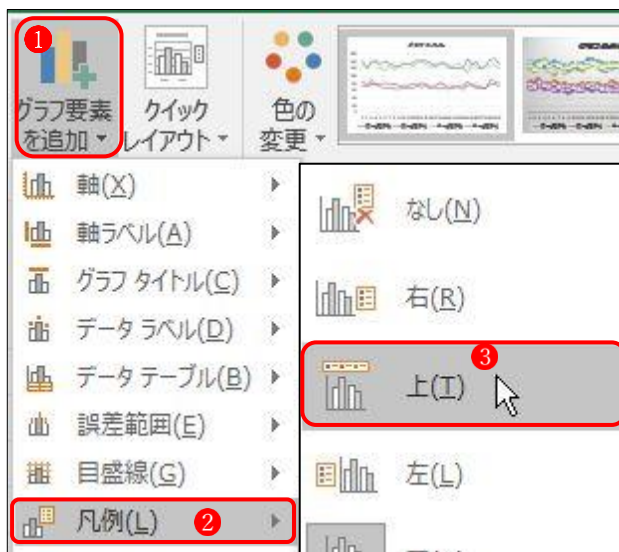 1
グラフ要素
を追加
クイック
レイアウト
色の
変更
軸(X)
軸ラベル(A)
グラフ タイトル(C)
データ ラベル(D)
データ テーブル(B)
誤差範囲(E)
目盛線(G)
凡例(L) 2
なし(N)
右(R)
3
上(T)
左(L)